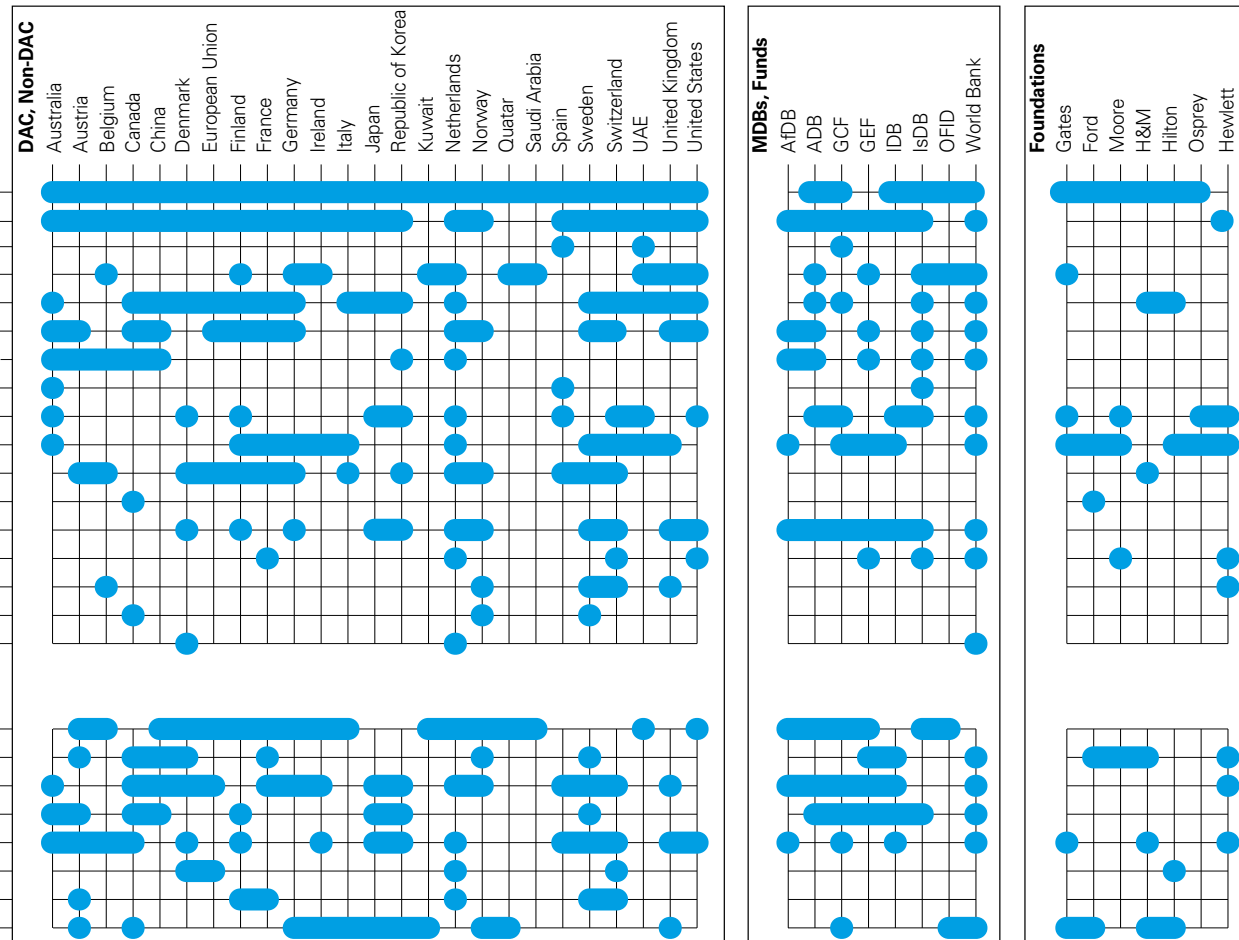 DAC, Non-DAC
Australia
Austria
Belgium
Canada
China
Denmark
European Union
Finland
France
Germany
Ireland
Italy
Japan
Republic of Korea
Kuwait
Netherlands
Norway
Quatar
Saudi Arabia
Spain
Sweden
Switzerland
UAE
United Kingdom
United States
MDBs, Funds
AfDB
ADB
GCF
GEF
IDB
IsDB
OFID
World Bank
Foundations
Gates
Ford
Moore
H&M
Hilton
Osprey
Hewlett